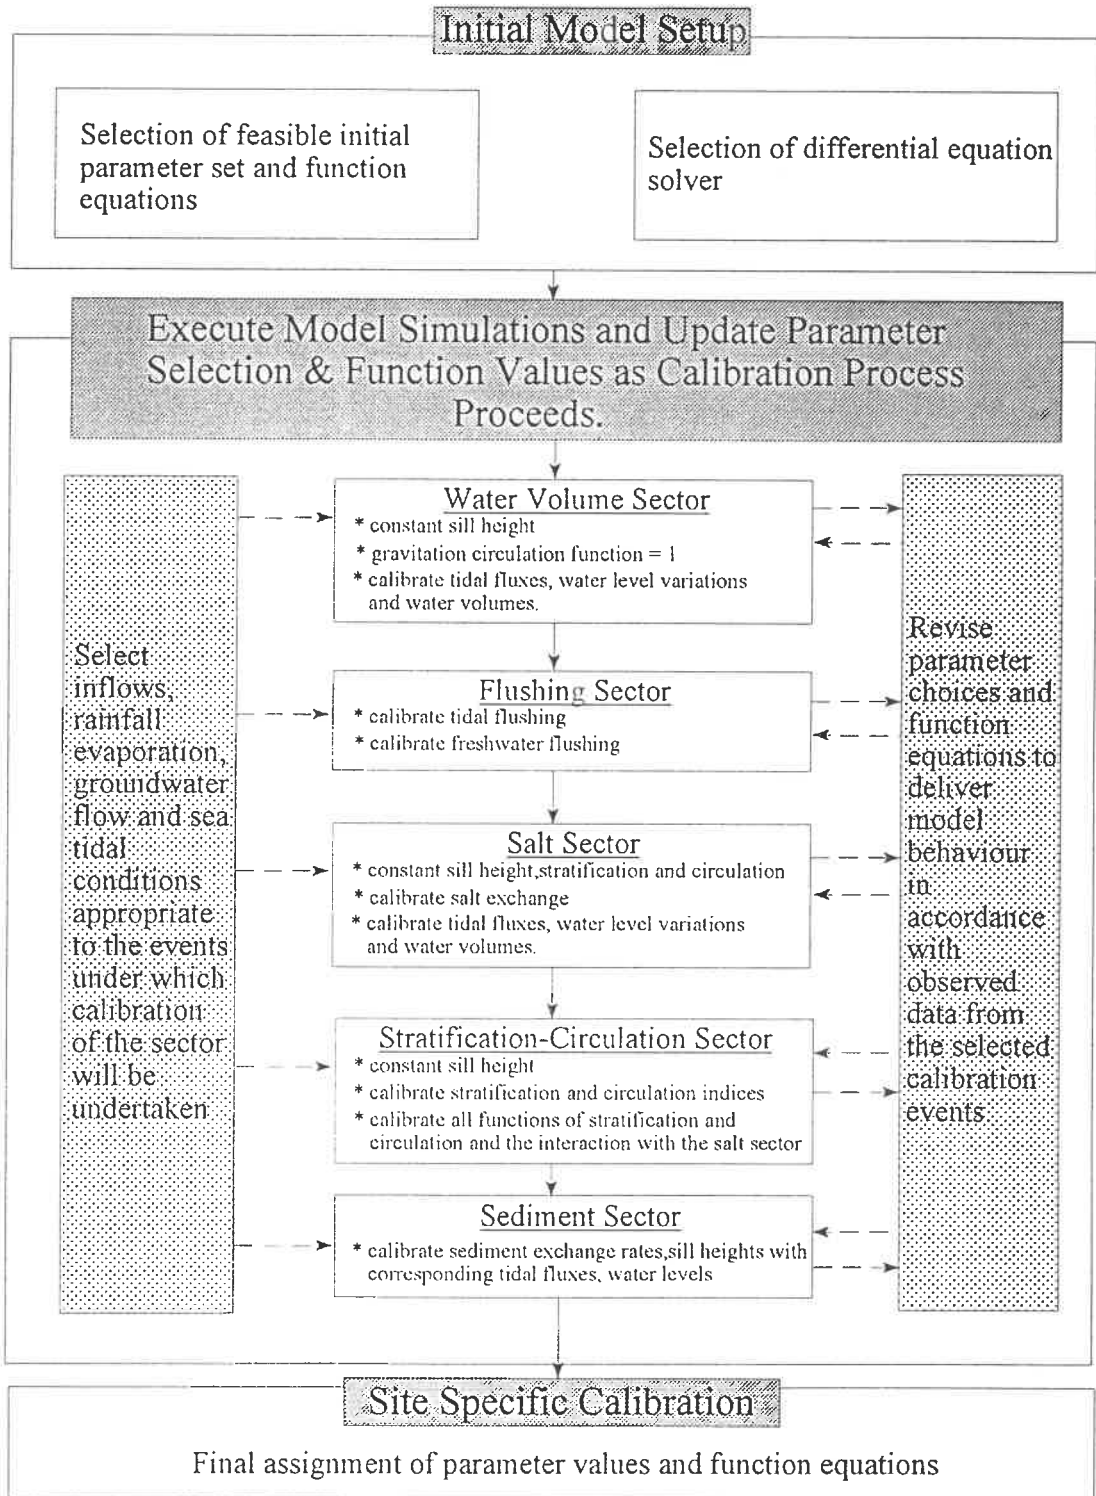 Initial Model Setup
Selection of feasible initial
parameter set and function
equations
Selection of differential equation
solver
Execute Model Simulations and Update Parameter
Selection & Function Values as Calibration Process
Proceeds.
Select
inflows,
rainfall
evaporation,
groundwater
flow and sea
tidal
conditions
appropriate
to the events
under which
calibration
of the sector
will be
undertaken
Water Volume Sector
* constant sill height
* gravitation circulation function = 1
* calibrate tidal fluxes, water level variations
and water volumes.
Flushing Sector
* calibrate tidal flushing
* calibrate freshwater flushing
Salt Sector
* constant sill height,stratification and circulation
* calibrate salt exchange
* calibrate tidal fluxes, water level variations
and water volumes.
Stratification-Circulation Sector
* constant sill height
* calibrate stratification and circulation indices
* calibrate all functions of stratification and
circulation and the interaction with the salt sector
Sediment Sector
* calibrate sediment exchange rates,sill heights with
corresponding tidal fluxes, water levels
Revise
parameter
choices and
function
equations to
deliver
model
behaviour
in
accordance
with
observed
data from
the selected
calibration
events
Site Specific Calibration
Final assignment of parameter values and function equations